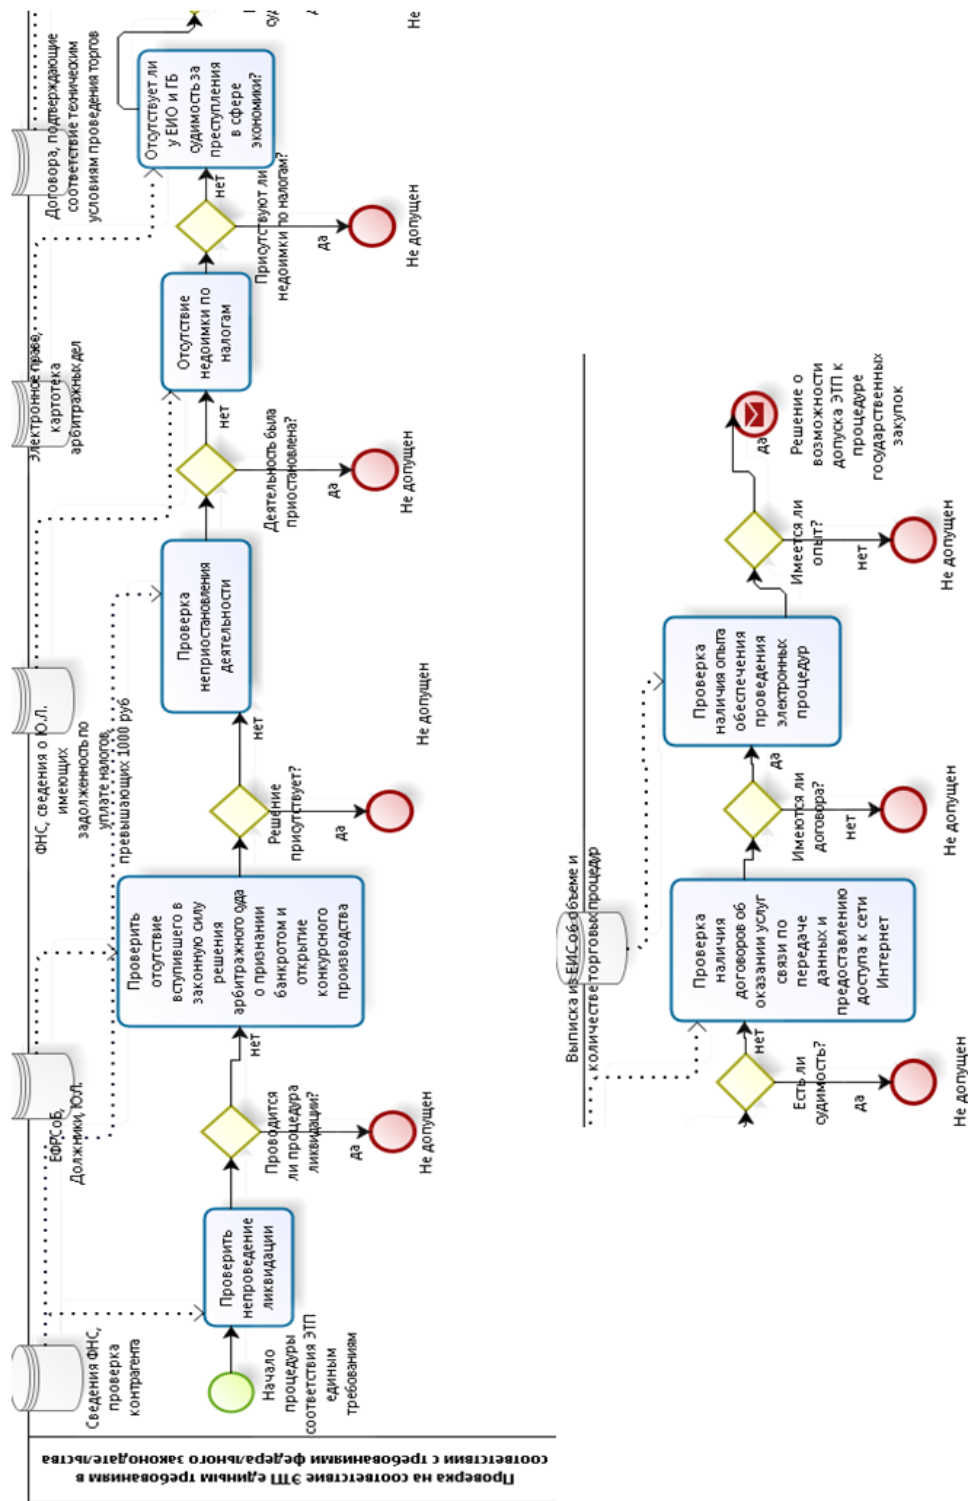 Проверка на соответствие ЭТП единым требованиям в
соответствии с требованиями федерального законодательства
Сведения ФНС,
проверка
контрагента
Начало
процедуры
соответствия ЭТП
единым
требованиям
Проверить
непроведение
ликвидации
Проводится
ли процедура
ликвидации?
да
Не допущен
нет
ЕФРСоБ,
Должники, Ю.Л.
Проверить
отсутствие
вступившего в
законную силу
решения
арбитражного суда
о признании
банкротом и
открытие
конкурсного
производства
Решение
присутствует?
да
Не допущен
нет
ФНС, сведения о Ю.Л.
имеющих
задолженность по
уплате налогов,
превышающих 1000 руб
Проверка
неприостановления
деятельности
Деятельность была
приостановлена?
да
Не допущен
нет
Электронное право,
картотека
арбитражных дел
Отсутствие
недоимки по
налогам
Присутствуют ли
недоимки по налогам?
да
Не допущен
нет
Договора, подтверждающие
соответствие техническим
условиям проведения торгов
Отсутствует ли
у ЕИО и ГБ
судимость за
преступления
в сфере
экономики?
Не
Есть ли
судимость?
да
Не допущен
нет
Выписка из ЕИС об объеме и
количестве торговых процедур
Проверка
наличия
договоров об
оказании услуг
связи по
передаче
данных и
предоставлению
доступа к сети
Интернет
Имеются ли
договора?
нет
Не допущен
да
Проверка
наличия опыта
обеспечения
проведения
электронных
процедур
Имеется ли
опыт?
нет
Не допущен
да
Решение о
возможности
допуска ЭТП к
процедуре
государственных
закупок